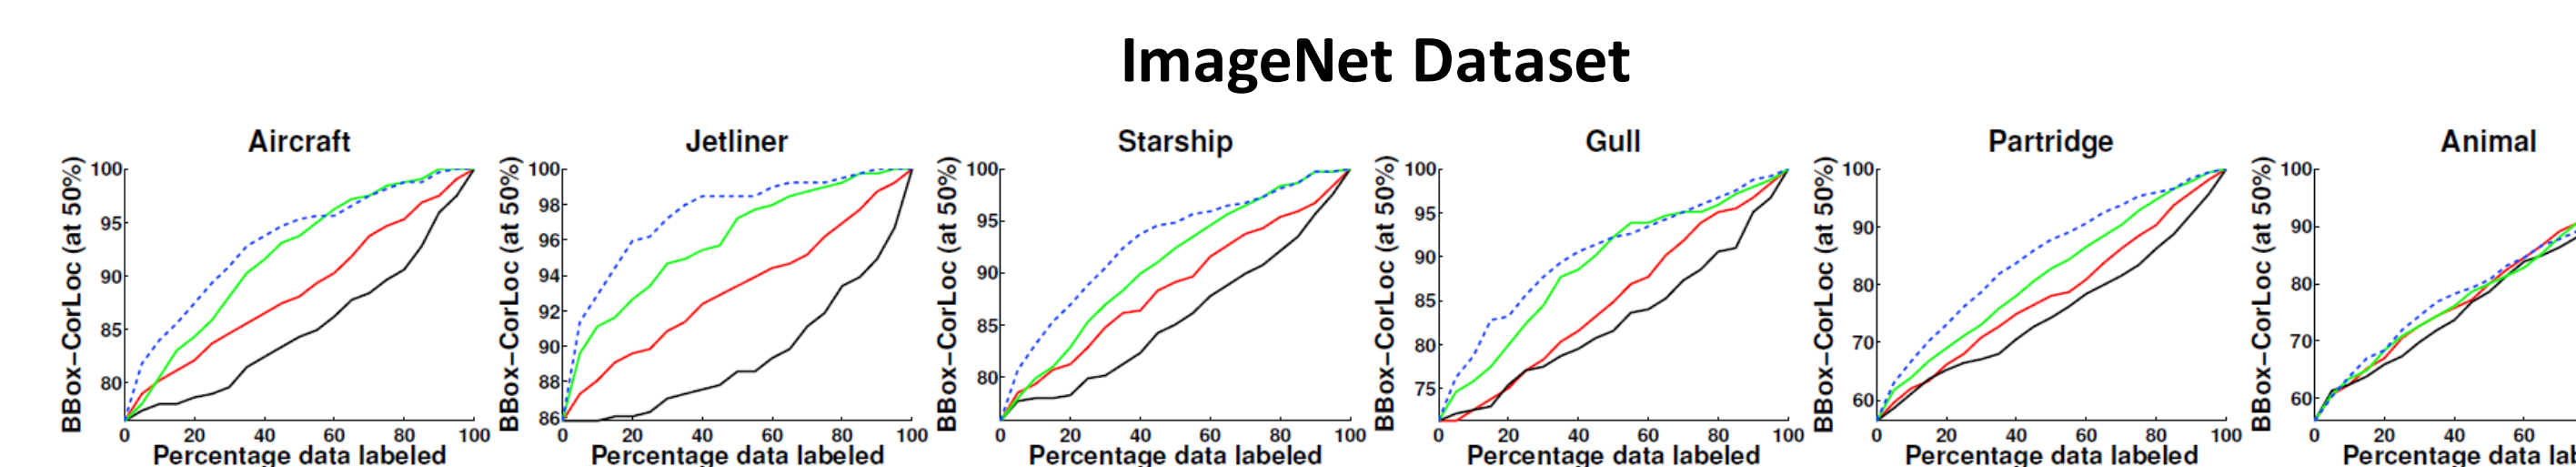 ImageNet Dataset
Aircraft
BBox-CorLoc (at 50%)
100
95
90
85
80
0 20 40 60 80 100
Percentage data labeled
Jetliner
BBox-CorLoc (at 50%)
100
98
96
94
92
90
88
86
0 20 40 60 80 100
Percentage data labeled
Starship
BBox-CorLoc (at 50%)
100
95
90
85
80
0 20 40 60 80 100
Percentage data labeled
Gull
BBox-CorLoc (at 50%)
100
95
90
85
80
75
0 20 40 60 80 100
Percentage data labeled
Partridge
BBox-CorLoc (at 50%)
100
90
80
70
60
0 20 40 60 80 100
Percentage data labeled
Animal
BBox-CorLoc (at 50%)
100
90
80
70
60
0 20 40 60
Percentage data lab